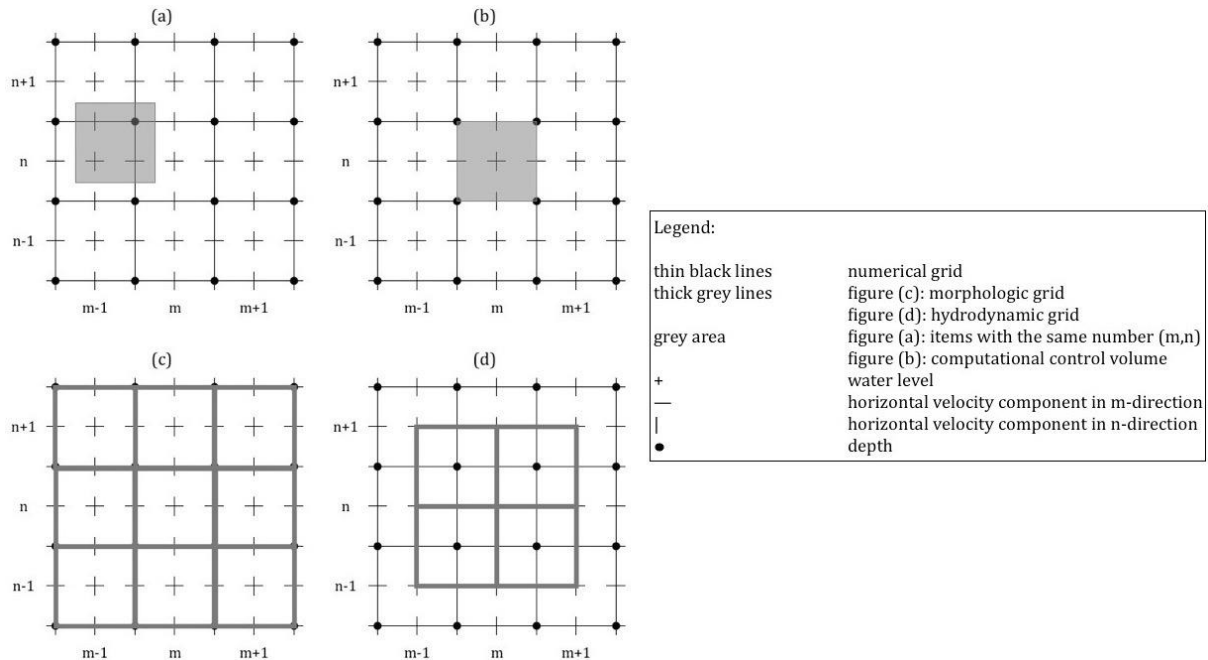 (a)
n+1
n
n-1
m-1 m m+1
(b)
n+1
n
n-1
m-1 m m+1
(c)
n+1
n
n-1
m-1 m m+1
(d)
n+1
n
n-1
m-1 m m+1
Legend:
thin black lines numerical grid
thick grey lines figure (c): morphologic grid
figure (d): hydrodynamic grid
grey area figure (a): items with the same number (m,n)
figure (b): computational control volume
+ water level
— horizontal velocity component in m-direction
| horizontal velocity component in n-direction
● depth